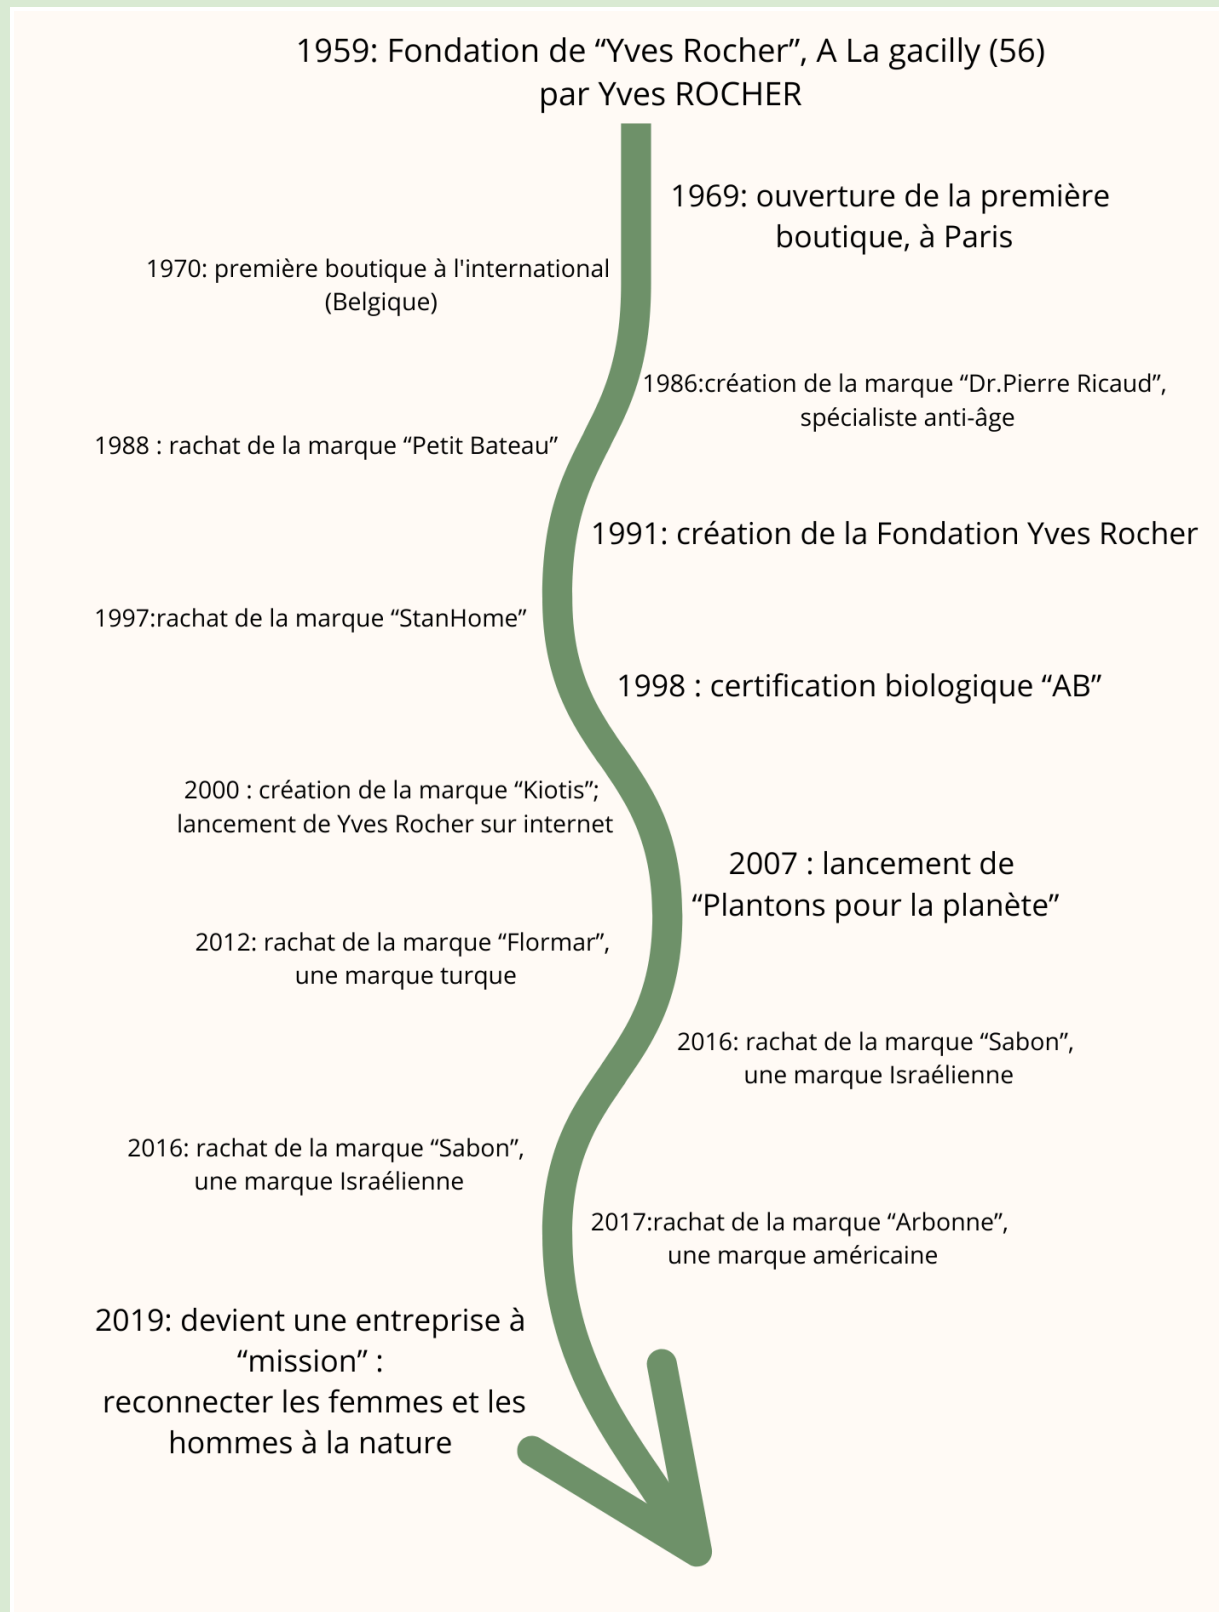 1959: Fondation de “Yves Rocher”, A La gacilly (56)
par Yves ROCHER
1969: ouverture de la première
boutique, à Paris
1970: première boutique à l'international
(Belgique)
1986:création de la marque “Dr.Pierre Ricaud”,
spécialiste anti-âge
1988 : rachat de la marque “Petit Bateau”
1991: création de la Fondation Yves Rocher
1997:rachat de la marque “StanHome”
1998 : certification biologique “AB”
2000 : création de la marque “Kiotis”;
lancement de Yves Rocher sur internet
2007 : lancement de
“Plantons pour la planète”
2012: rachat de la marque “Flormar”,
une marque turque
2016: rachat de la marque “Sabon”,
une marque Israélienne
2016: rachat de la marque “Sabon”,
une marque Israélienne
2017:rachat de la marque “Arbonne”,
une marque américaine
2019: devient une entreprise à
“mission” :
reconnecter les femmes et les
hommes à la nature